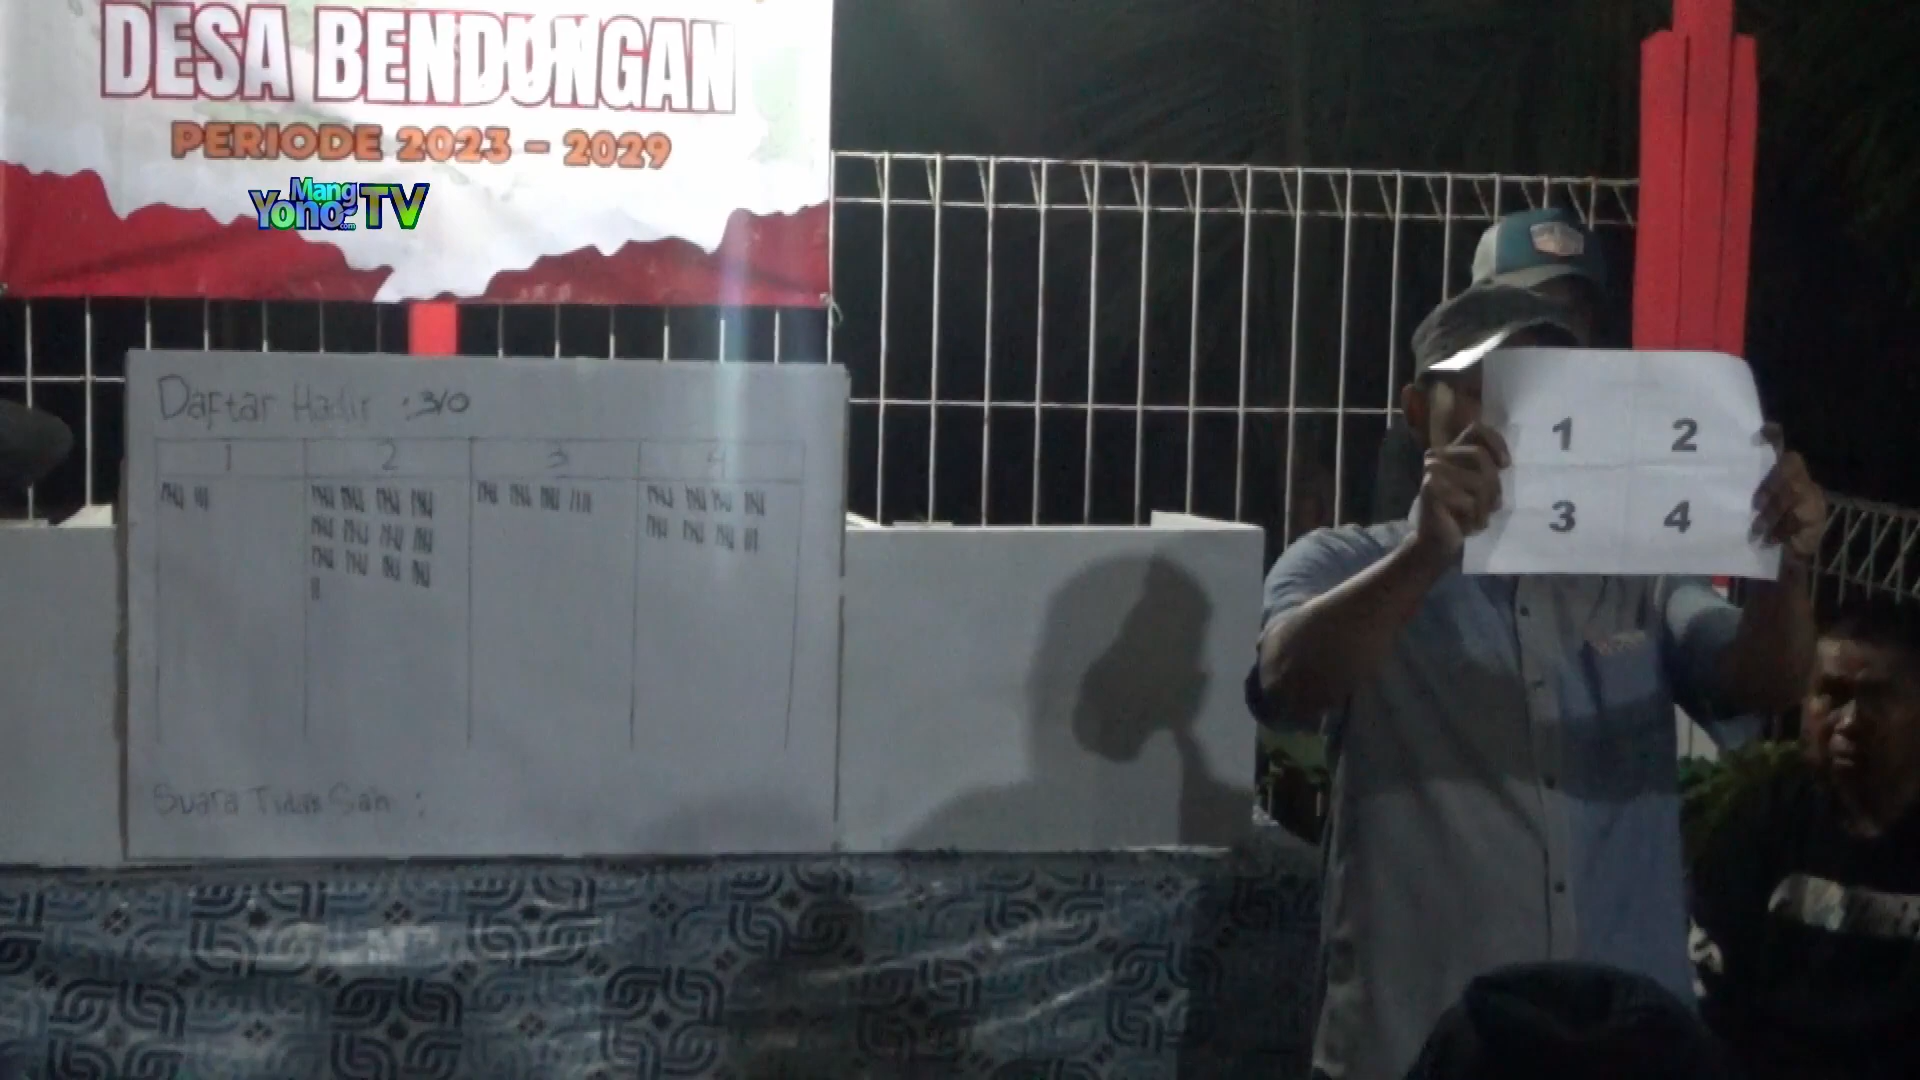 DESA BENDUNGAN
PERIODE 2023 - 2029
Mang
Yono.com TV
Daftar Hadir : 310
1 2 3 4
Suara Tidak Sah :
1 2
3 4